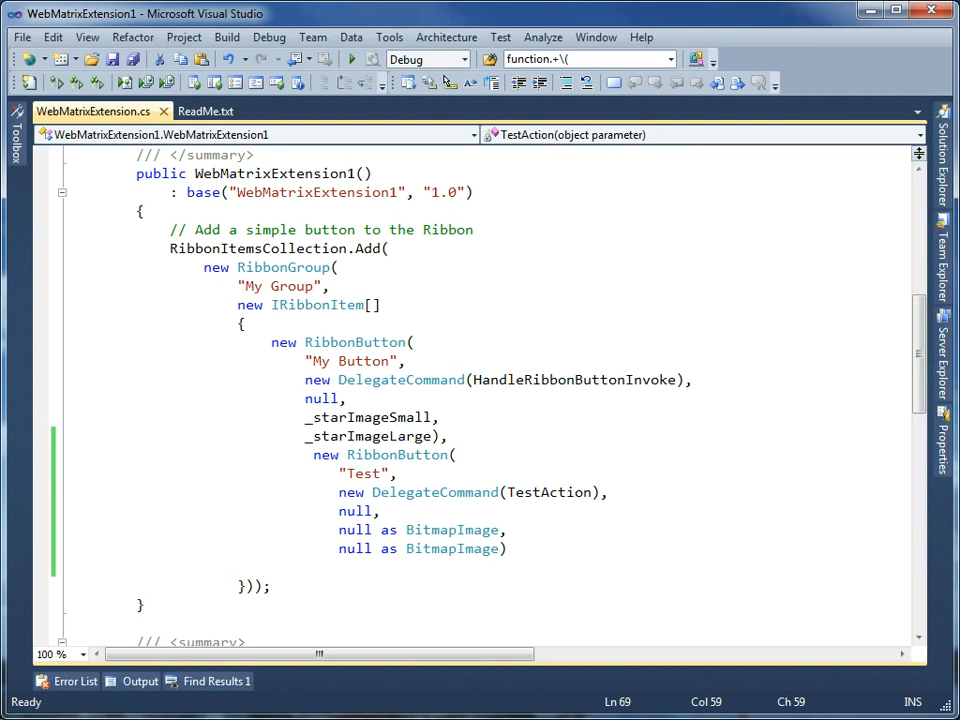 WebMatrixExtension1 - Microsoft Visual Studio
File Edit View Refactor Project Build Debug Team Data Tools Architecture Test Analyze Window Help
Debug function.+\(
WebMatrixExtension.cs ReadMe.txt
WebMatrixExtension1.WebMatrixExtension1 TestAction(object parameter)
/// </summary>
public WebMatrixExtension1()
: base("WebMatrixExtension1", "1.0")
{
// Add a simple button to the Ribbon
RibbonItemsCollection.Add(
new RibbonGroup(
"My Group",
new IRibbonItem[]
{
new RibbonButton(
"My Button",
new DelegateCommand(HandleRibbonButtonInvoke),
null,
_starImageSmall,
_starImageLarge),
new RibbonButton(
"Test",
new DelegateCommand(TestAction),
null,
null as BitmapImage,
null as BitmapImage)
}));
}
/// <summary>
100 %
Error List Output Find Results 1
Ready Ln 69 Col 59 Ch 59 INS
Toolbox
Solution Explorer
Team Explorer
Server Explorer
Properties